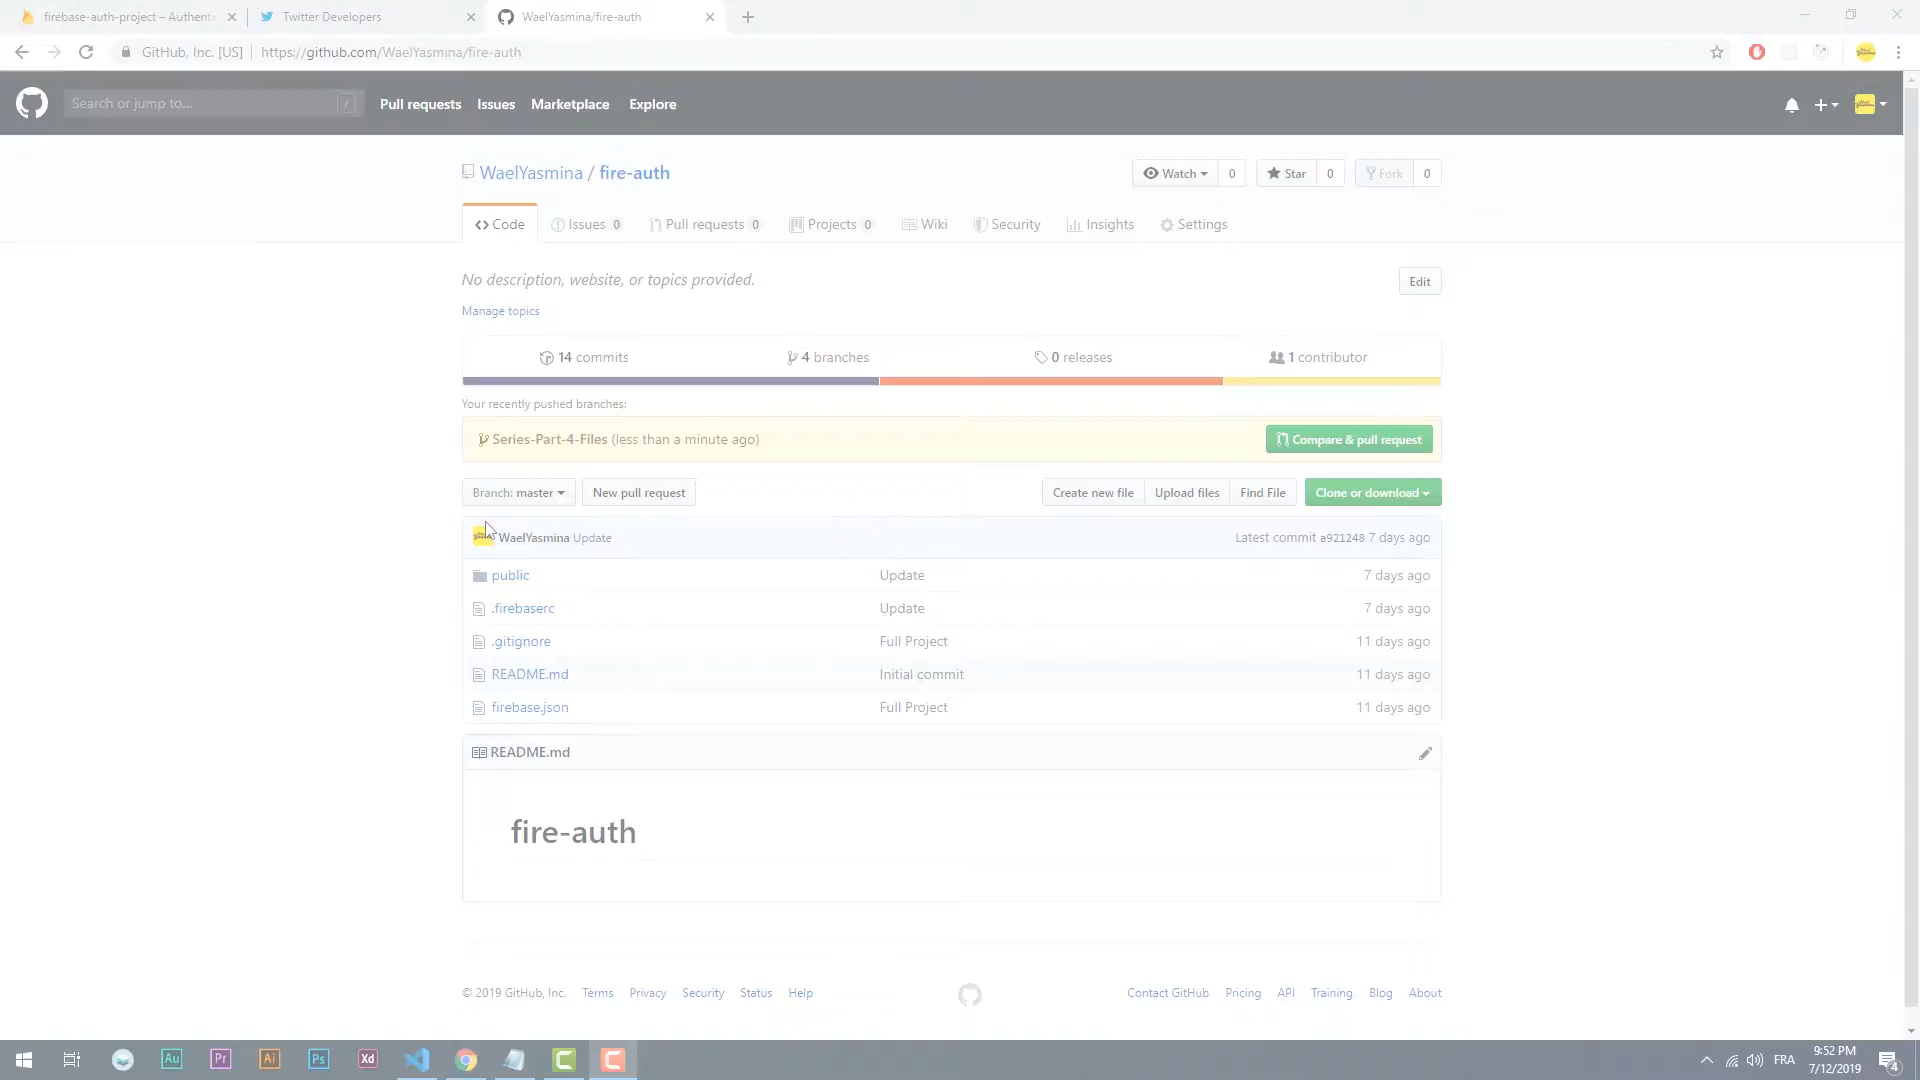 firebase-auth-project – Authenti
Twitter Developers
WaelYasmina/fire-auth
GitHub, Inc. [US]
https://github.com/WaelYasmina/fire-auth
Search or jump to...
/
Pull requests
Issues
Marketplace
Explore
WaelYasmina / fire-auth
Watch 0
Star 0
Fork 0
Code
Issues 0
Pull requests 0
Projects 0
Wiki
Security
Insights
Settings
No description, website, or topics provided.
Edit
Manage topics
14 commits
4 branches
0 releases
1 contributor
Your recently pushed branches:
Series-Part-4-Files (less than a minute ago)
Compare & pull request
Branch: master
New pull request
Create new file
Upload files
Find File
Clone or download
WaelYasmina Update
Latest commit a921248 7 days ago
public Update 7 days ago
.firebaserc Update 7 days ago
.gitignore Full Project 11 days ago
README.md Initial commit 11 days ago
firebase.json Full Project 11 days ago
README.md
fire-auth
© 2019 GitHub, Inc.
Terms
Privacy
Security
Status
Help
Contact GitHub
Pricing
API
Training
Blog
About
Au
Pr
Ai
Ps
Xd
FRA
9:52 PM
7/12/2019
4